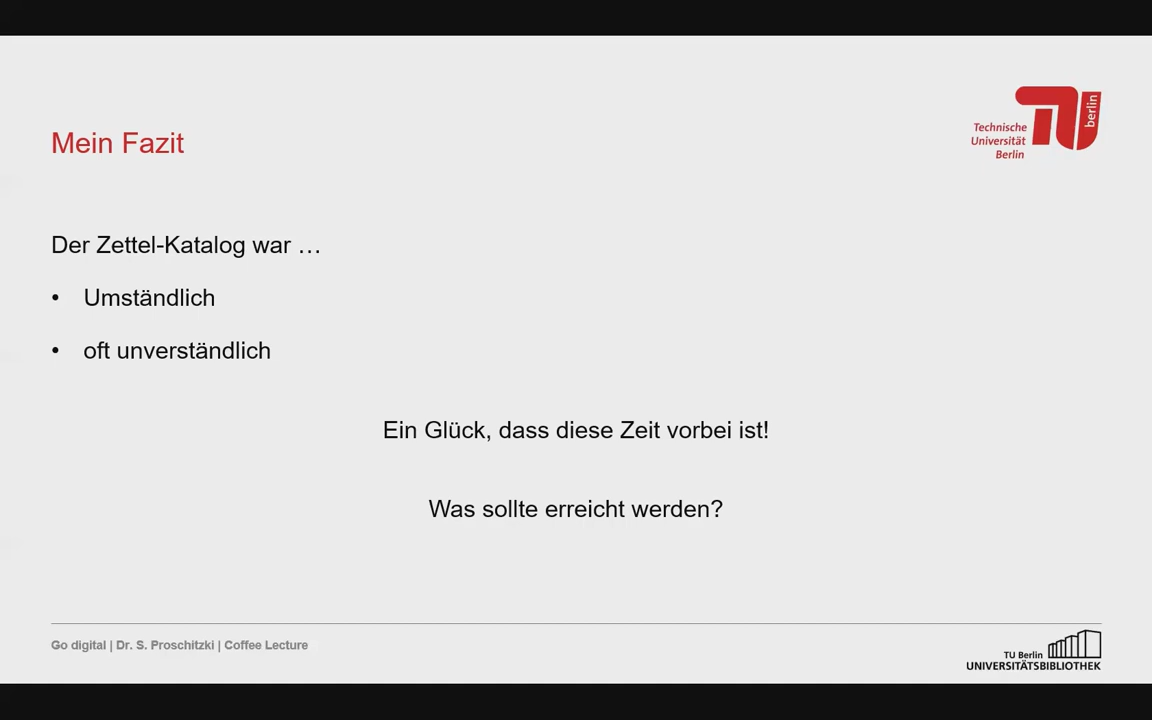 Mein Fazit
Technische
Universität
Berlin
berlin
Der Zettel-Katalog war …
• Umständlich
• oft unverständlich
Ein Glück, dass diese Zeit vorbei ist!
Was sollte erreicht werden?
Go digital | Dr. S. Proschitzki | Coffee Lecture
TU Berlin
UNIVERSITÄTSBIBLIOTHEK